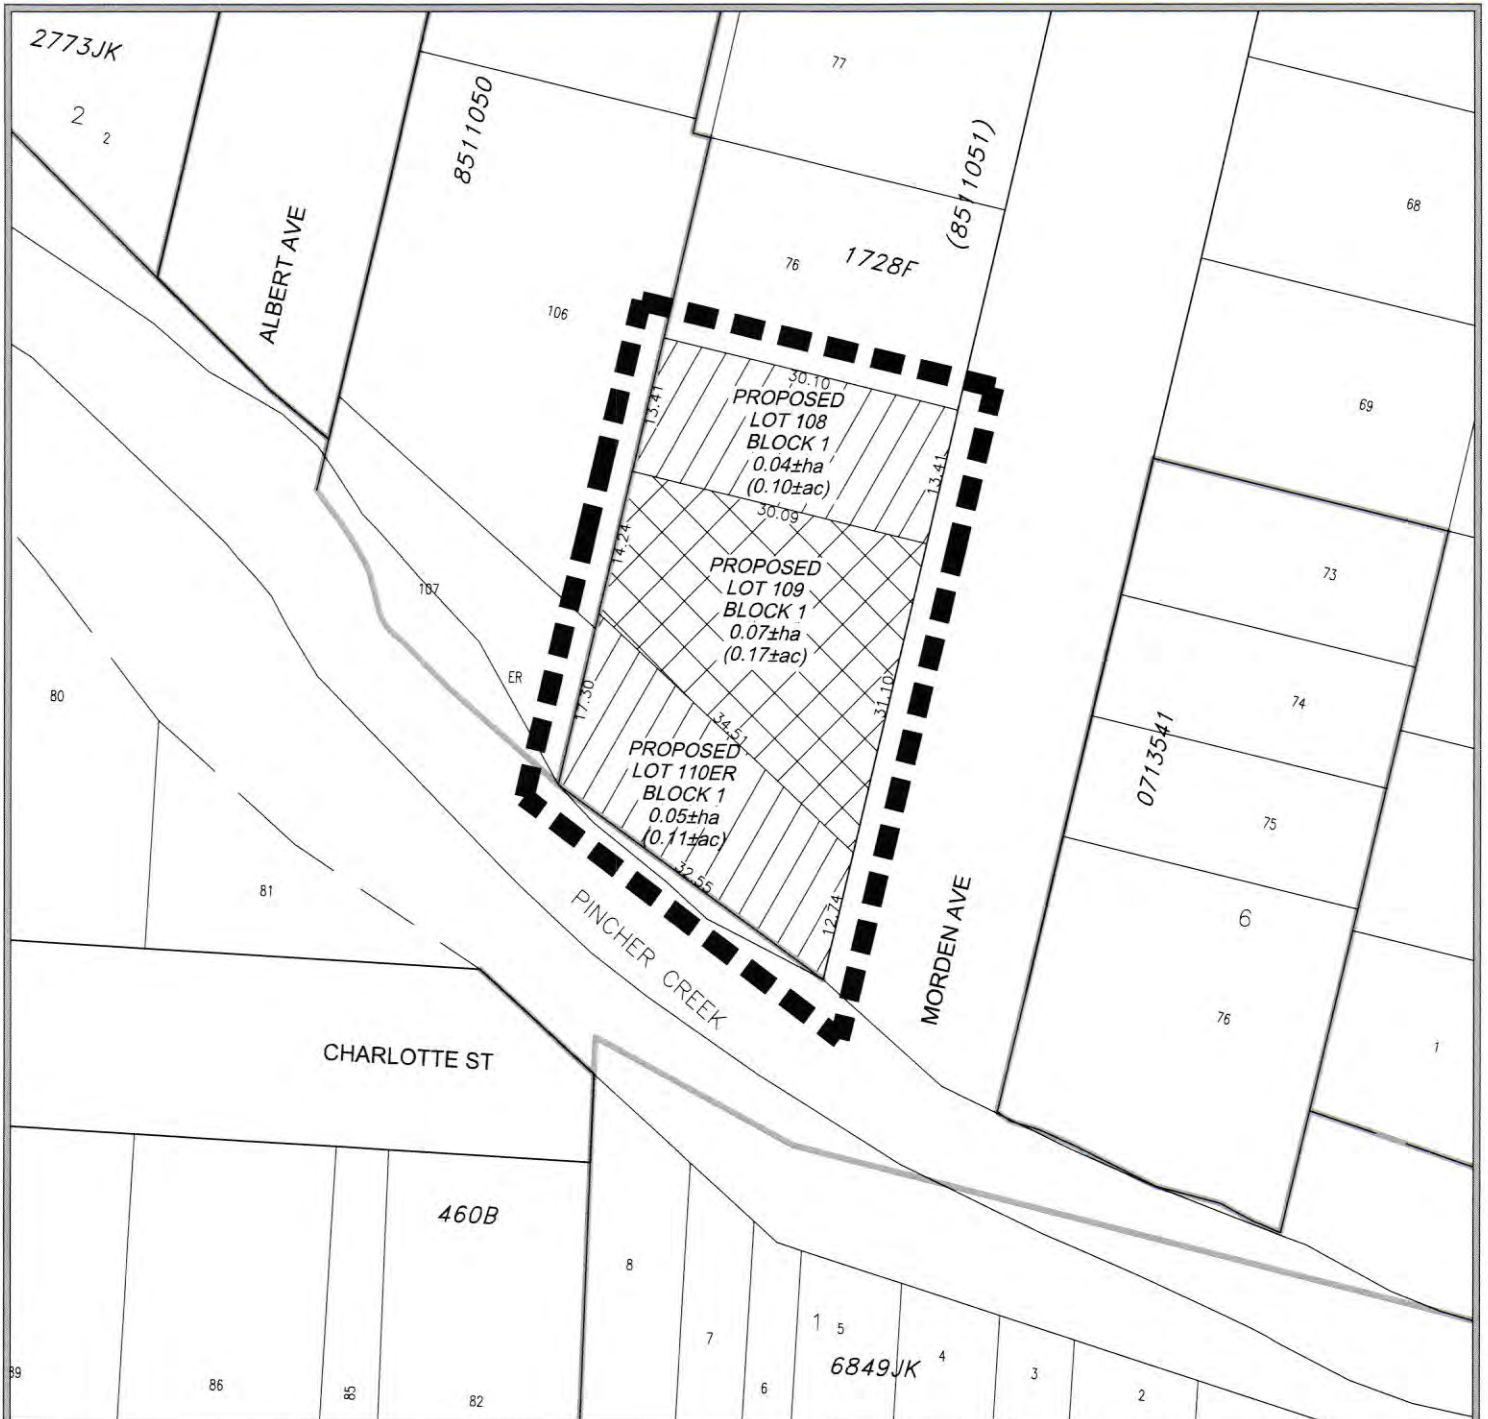 2773JK
2
2
ALBERT AVE
8511050
77
(8511051)
68
76
1728F
106
69
30.10
13.41
PROPOSED
LOT 108
BLOCK 1
0.04±ha
(0.10±ac)
13.41
30.09
14.24
PROPOSED
LOT 109
BLOCK 1
0.07±ha
(0.17±ac)
73
107
ER
80
17.30
31.10
34.51
74
PROPOSED
LOT 110ER
BLOCK 1
0.05±ha
(0.11±ac)
0713541
75
32.55
12.74
81
PINCHER CREEK
MORDEN AVE
6
76
1
CHARLOTTE ST
460B
8
7
1
5
6849JK
4
3
2
6
89
86
85
82